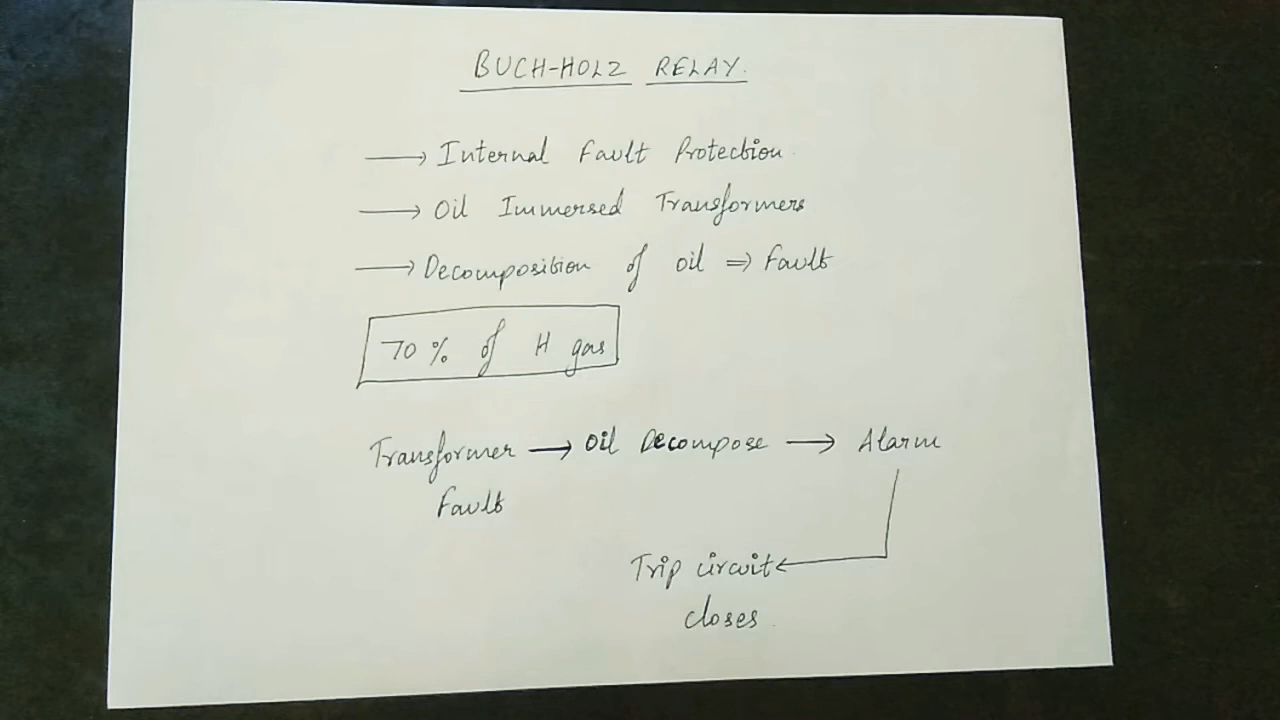 BUCH-HOLZ RELAY.
→ Internal Fault Protection.
→ Oil Immersed Transformers
→ Decomposition of oil ⇒ Fault
70% of H gas
Transformer → Oil Decompose → Alarm
Fault
Trip circuit
closes.